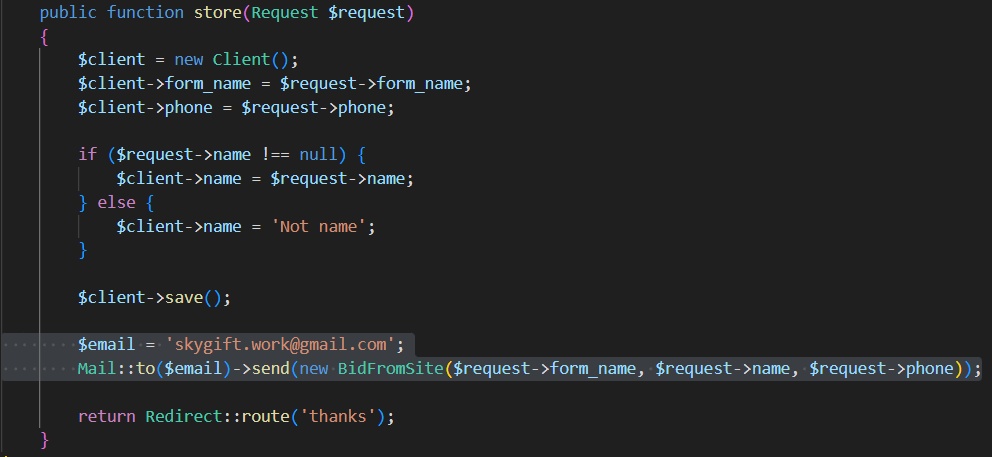 public function store(Request $request)
{
$client = new Client();
$client->form_name = $request->form_name;
$client->phone = $request->phone;
if ($request->name !== null) {
$client->name = $request->name;
} else {
$client->name = 'Not name';
}
$client->save();
$email = 'skygift.work@gmail.com';
Mail::to($email)->send(new BidFromSite($request->form_name, $request->name, $request->phone));
return Redirect::route('thanks');
}